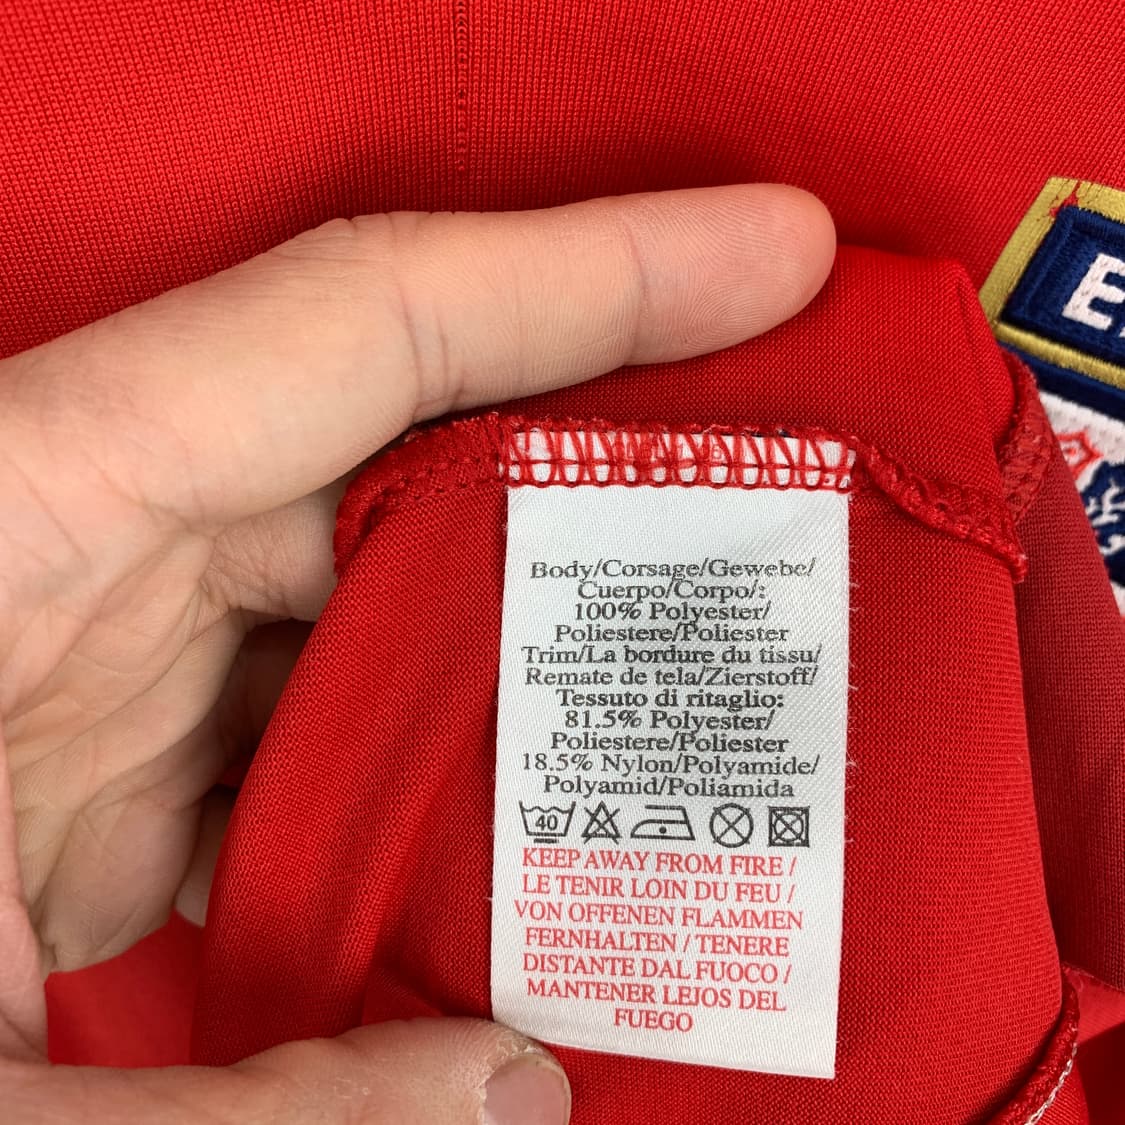 E
Body/Corsage/Gewebe/
Cuerpo/Corpo/:
100% Polyester/
Poliestere/Poliester
Trim/La bordure du tissu/
Remate de tela/Zierstoff/
Tessuto di ritaglio:
81.5% Polyester/
Poliestere/Poliester
18.5% Nylon/Polyamide/
Polyamid/Poliamida
40
KEEP AWAY FROM FIRE /
LE TENIR LOIN DU FEU /
VON OFFENEN FLAMMEN
FERNHALTEN / TENERE
DISTANTE DAL FUOCO /
MANTENER LEJOS DEL
FUEGO